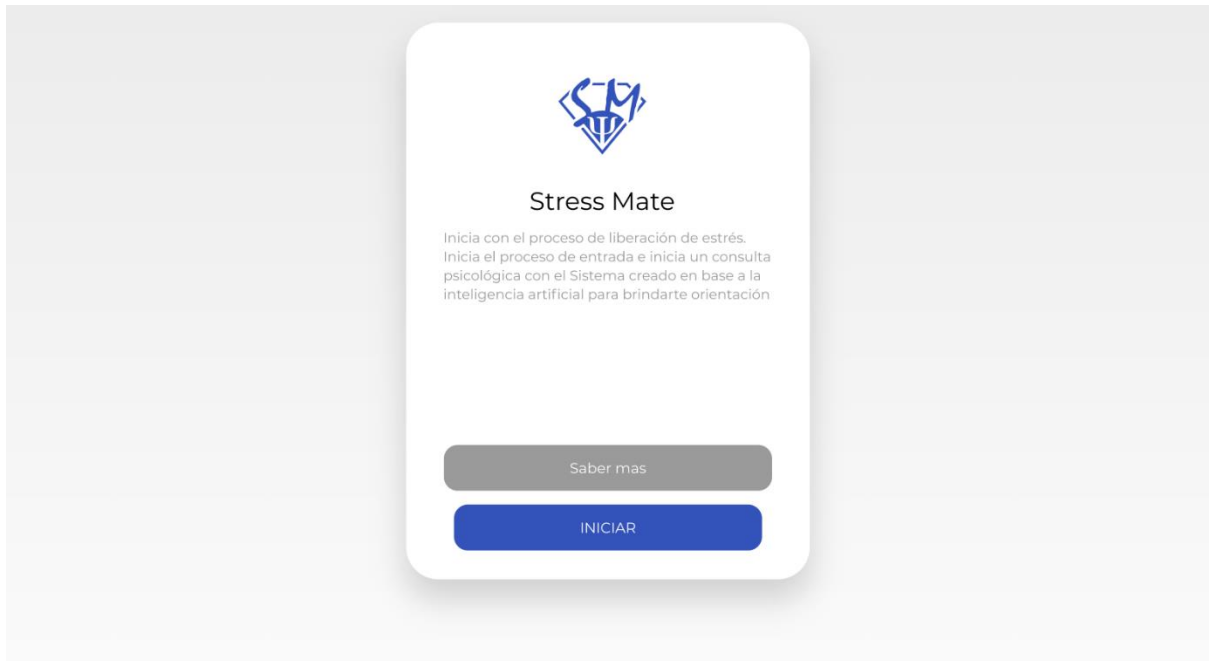 SM
Ψ
Stress Mate
Inicia con el proceso de liberación de estrés.
Inicia el proceso de entrada e inicia un consulta
psicológica con el Sistema creado en base a la
inteligencia artificial para brindarte orientación
Saber mas
INICIAR